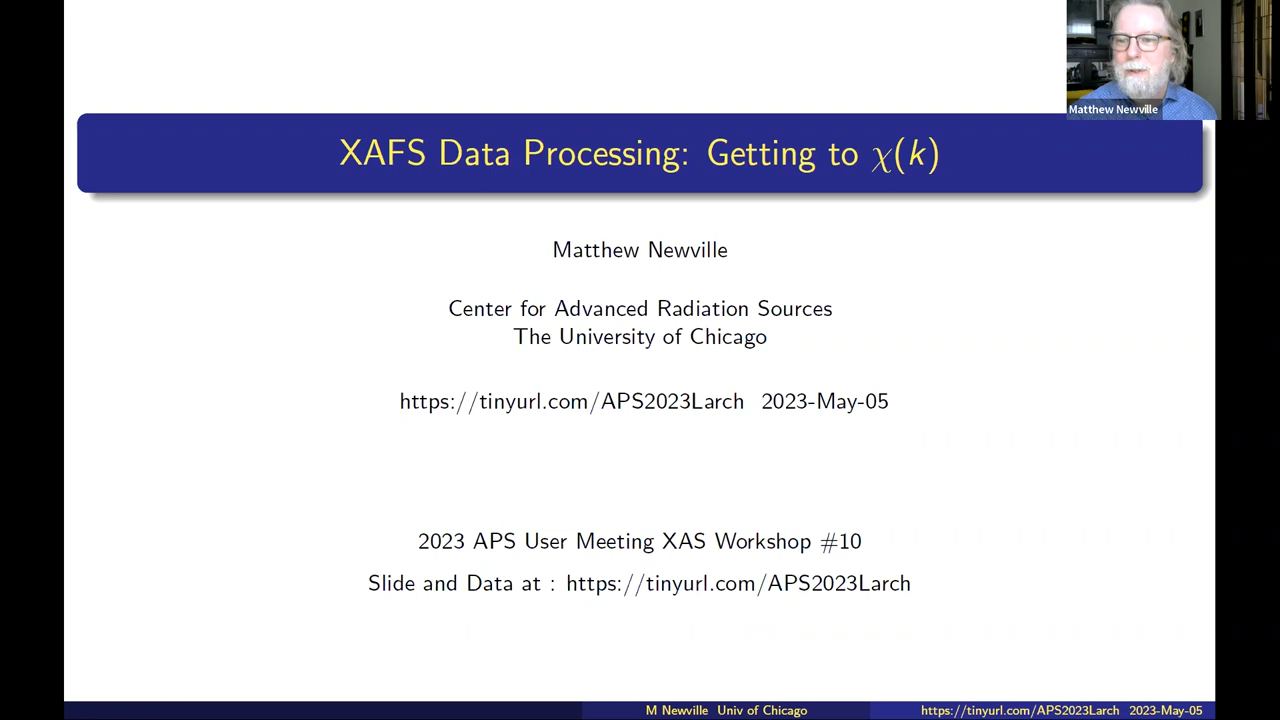 Matthew Newville
XAFS Data Processing: Getting to χ(k)
Matthew Newville
Center for Advanced Radiation Sources
The University of Chicago
https://tinyurl.com/APS2023Larch 2023-May-05
2023 APS User Meeting XAS Workshop #10
Slide and Data at : https://tinyurl.com/APS2023Larch
M Newville Univ of Chicago
https://tinyurl.com/APS2023Larch 2023-May-05